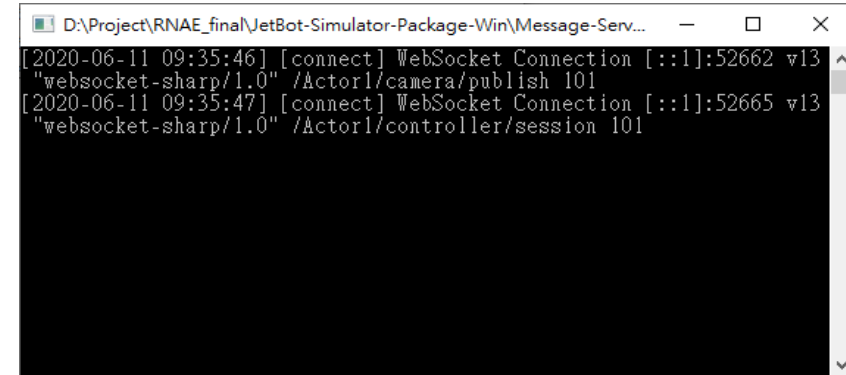 D:\Project\RNAE_final\JetBot-Simulator-Package-Win\Message-Serv...
[2020-06-11 09:35:46] [connect] WebSocket Connection [::1]:52662 v13
"websocket-sharp/1.0" /Actor1/camera/publish 101
[2020-06-11 09:35:47] [connect] WebSocket Connection [::1]:52665 v13
"websocket-sharp/1.0" /Actor1/controller/session 101